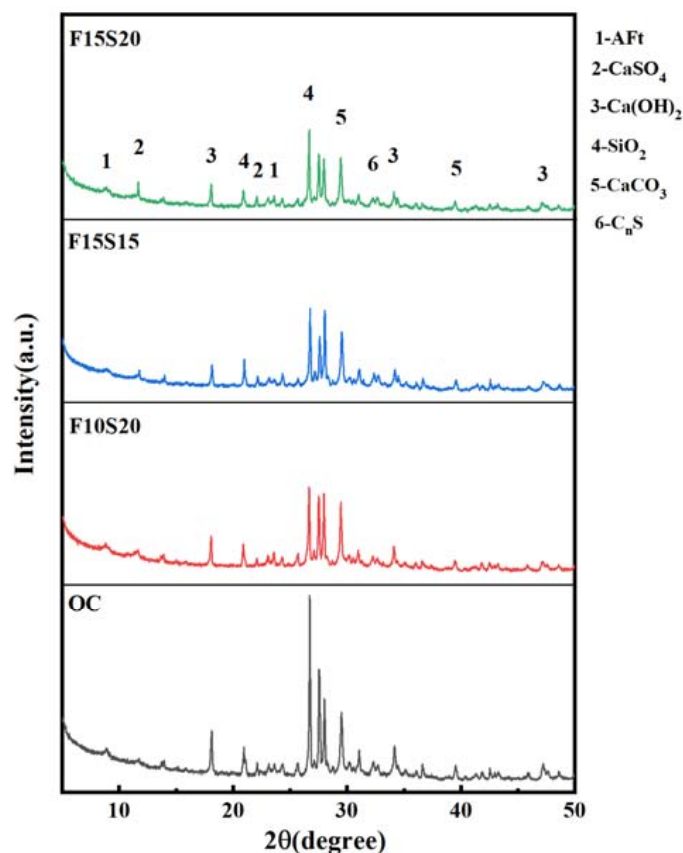 F15S20
1-AFt
2-CaSO₄
3-Ca(OH)₂
4-SiO₂
5-CaCO₃
6-CₙS
4
5
1 2 3 4 2 1 6 3 5 3
F15S15
F10S20
OC
Intensity(a.u.)
10 20 30 40 50
2θ(degree)